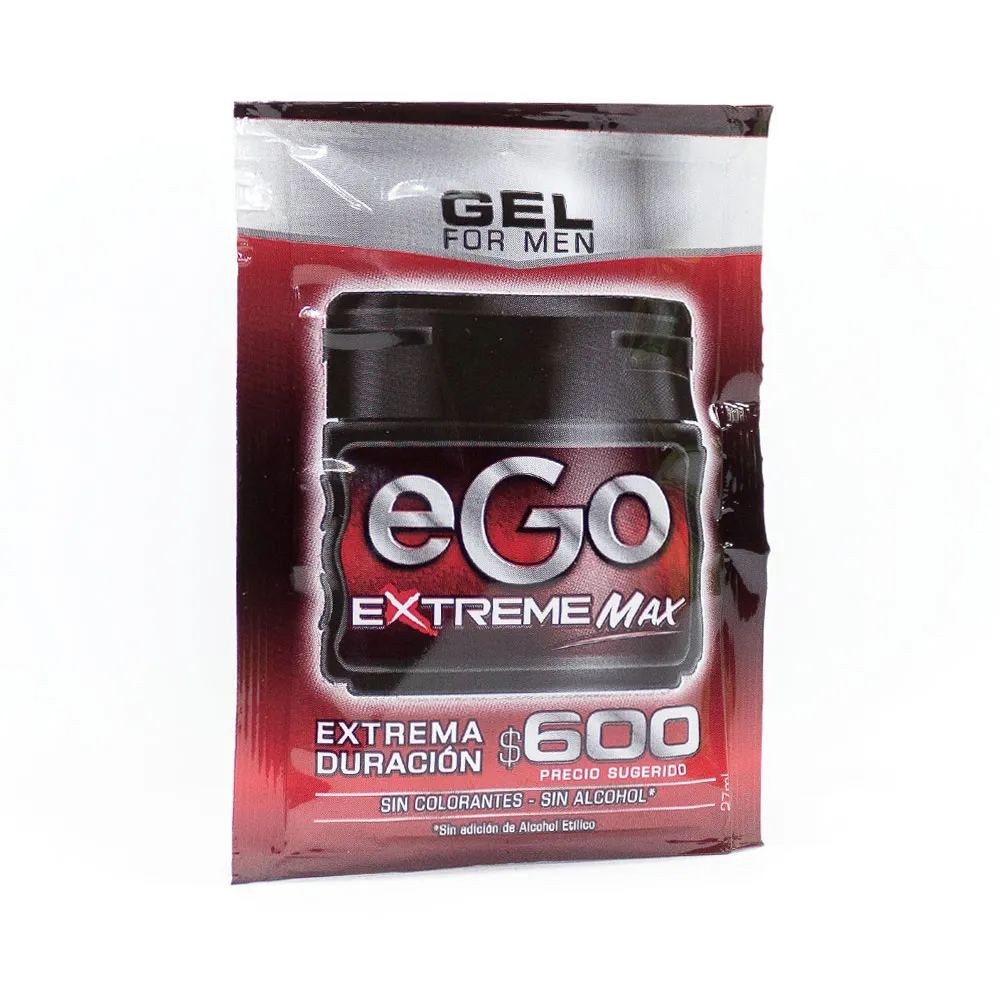 GEL
FOR MEN
eGo
EXTREME MAX
EXTREMA
DURACIÓN
$600
PRECIO SUGERIDO
SIN COLORANTES - SIN ALCOHOL*
*Sin adición de Alcohol Etílico
27ml